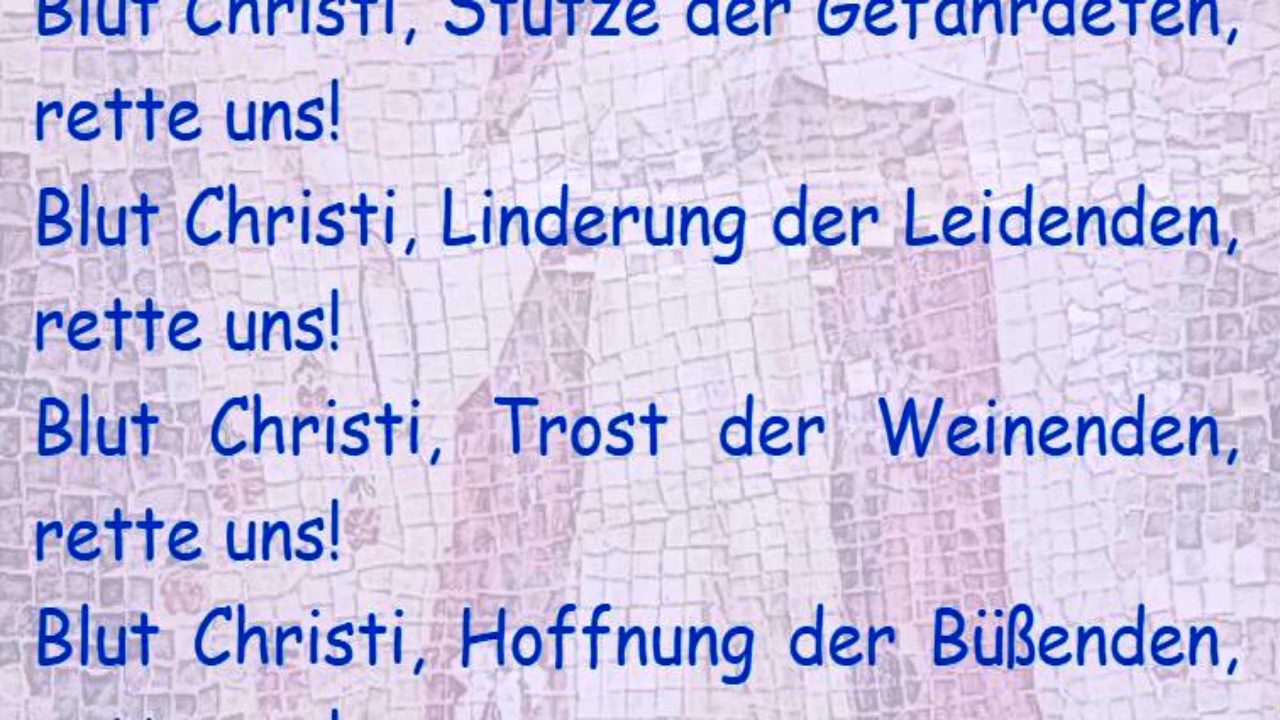 Blut Christi, Stütze der Gefährdeten,
rette uns!
Blut Christi, Linderung der Leidenden,
rette uns!
Blut Christi, Trost der Weinenden,
rette uns!
Blut Christi, Hoffnung der Büßenden,